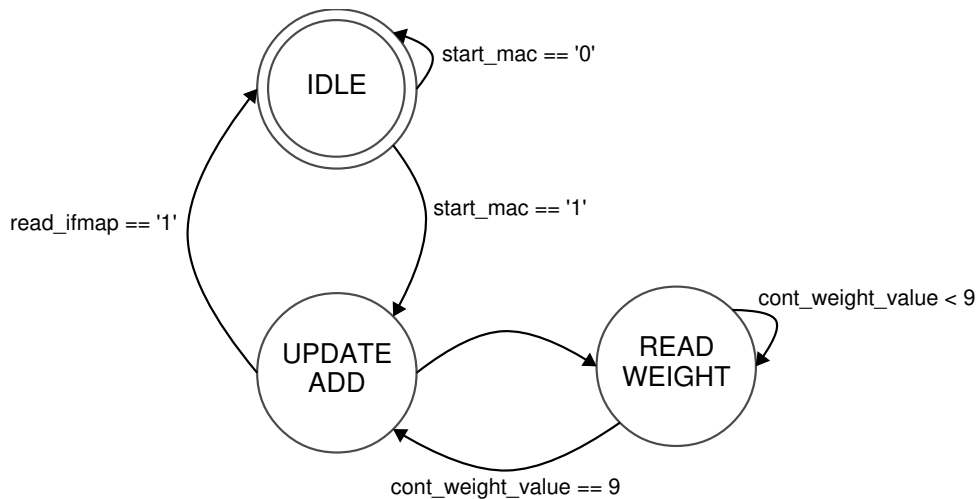 IDLE
start_mac == '0'
start_mac == '1'
read_ifmap == '1'
UPDATE
ADD
READ
WEIGHT
cont_weight_value < 9
cont_weight_value == 9